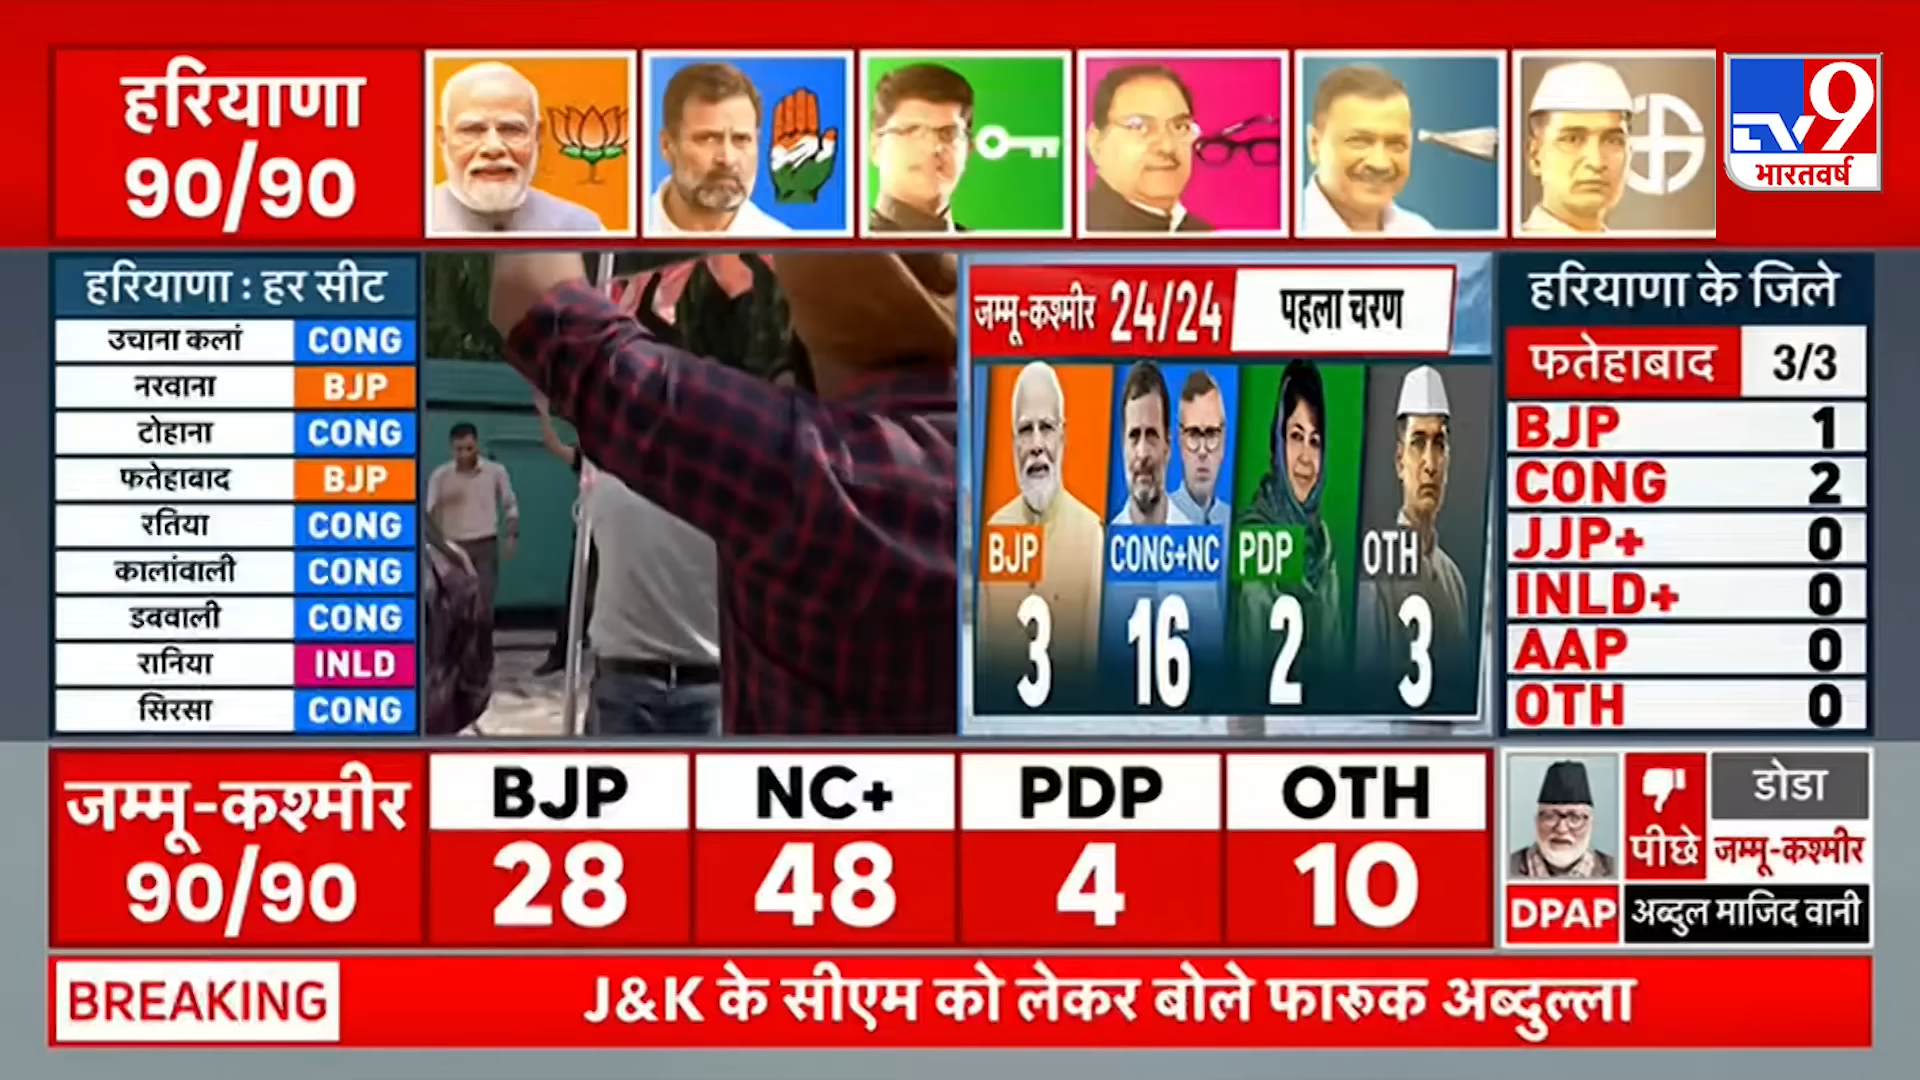 हरियाणा
90/90
TV9
भारतवर्ष
हरियाणा : हर सीट
उचाना कलां CONG
नरवाना BJP
टोहाना CONG
फतेहाबाद BJP
रतिया CONG
कालांवाली CONG
डबवाली CONG
रानिया INLD
सिरसा CONG
जम्मू-कश्मीर 24/24 पहला चरण
BJP CONG+NC PDP OTH
3 16 2 3
हरियाणा के जिले
फतेहाबाद 3/3
BJP 1
CONG 2
JJP+ 0
INLD+ 0
AAP 0
OTH 0
जम्मू-कश्मीर
90/90
BJP NC+ PDP OTH
28 48 4 10
डोडा
पीछे जम्मू-कश्मीर
DPAP अब्दुल माजिद वानी
BREAKING J&K के सीएम को लेकर बोले फारूक अब्दुल्ला